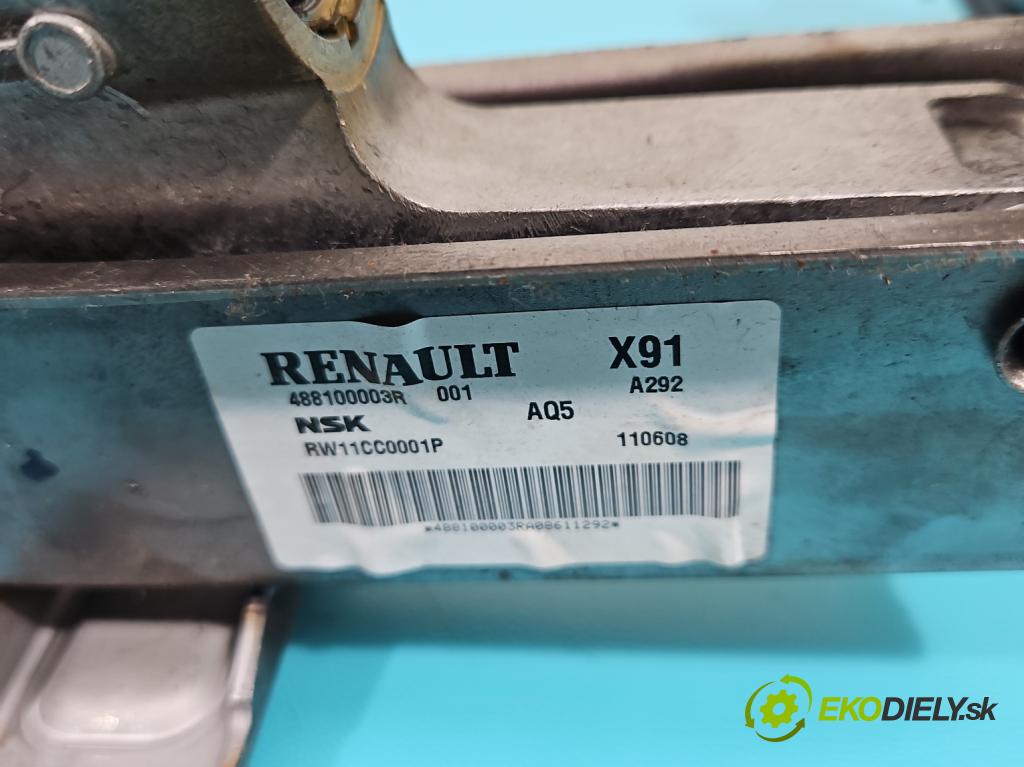 RENAULT X91
488100003R 001 A292
NSK AQ5
RW11CC0001P 110608
*488100003RA08611292*
EKODIELY.sk